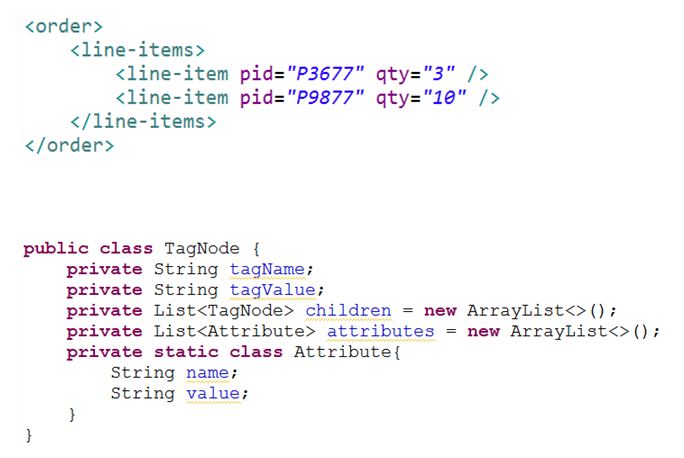 <order>
    <line-items>
        <line-item pid="P3677" qty="3" />
        <line-item pid="P9877" qty="10" />
    </line-items>
</order>
public class TagNode {
    private String tagName;
    private String tagValue;
    private List<TagNode> children = new ArrayList<>();
    private List<Attribute> attributes = new ArrayList<>();
    private static class Attribute{
        String name;
        String value;
    }
}